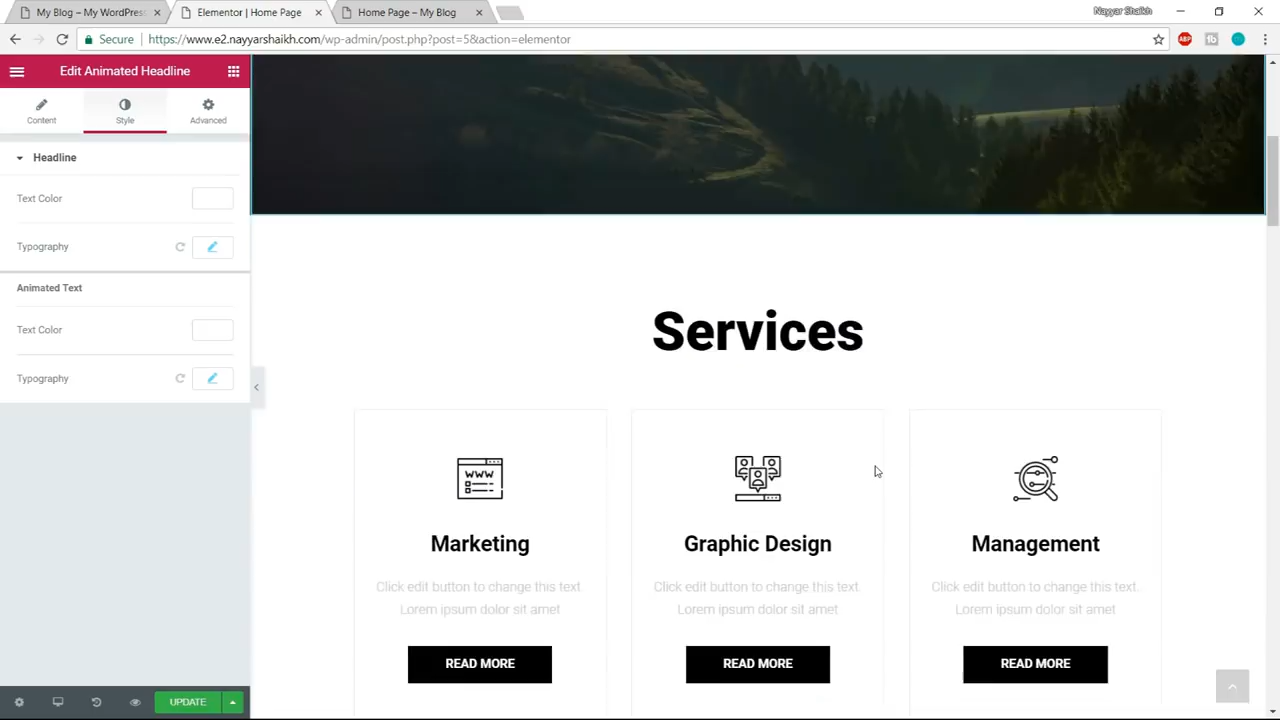 My Blog – My WordPress
Elementor | Home Page
Home Page – My Blog
Nayyar Shaikh
Secure
https://www.e2.nayyarshaikh.com/wp-admin/post.php?post=5&action=elementor
ABP
Edit Animated Headline
Content
Style
Advanced
Headline
Text Color
Typography
Animated Text
Text Color
Typography
UPDATE
Services
WWW
Marketing
Click edit button to change this text.
Lorem ipsum dolor sit amet
READ MORE
Graphic Design
Click edit button to change this text.
Lorem ipsum dolor sit amet
READ MORE
Management
Click edit button to change this text.
Lorem ipsum dolor sit amet
READ MORE